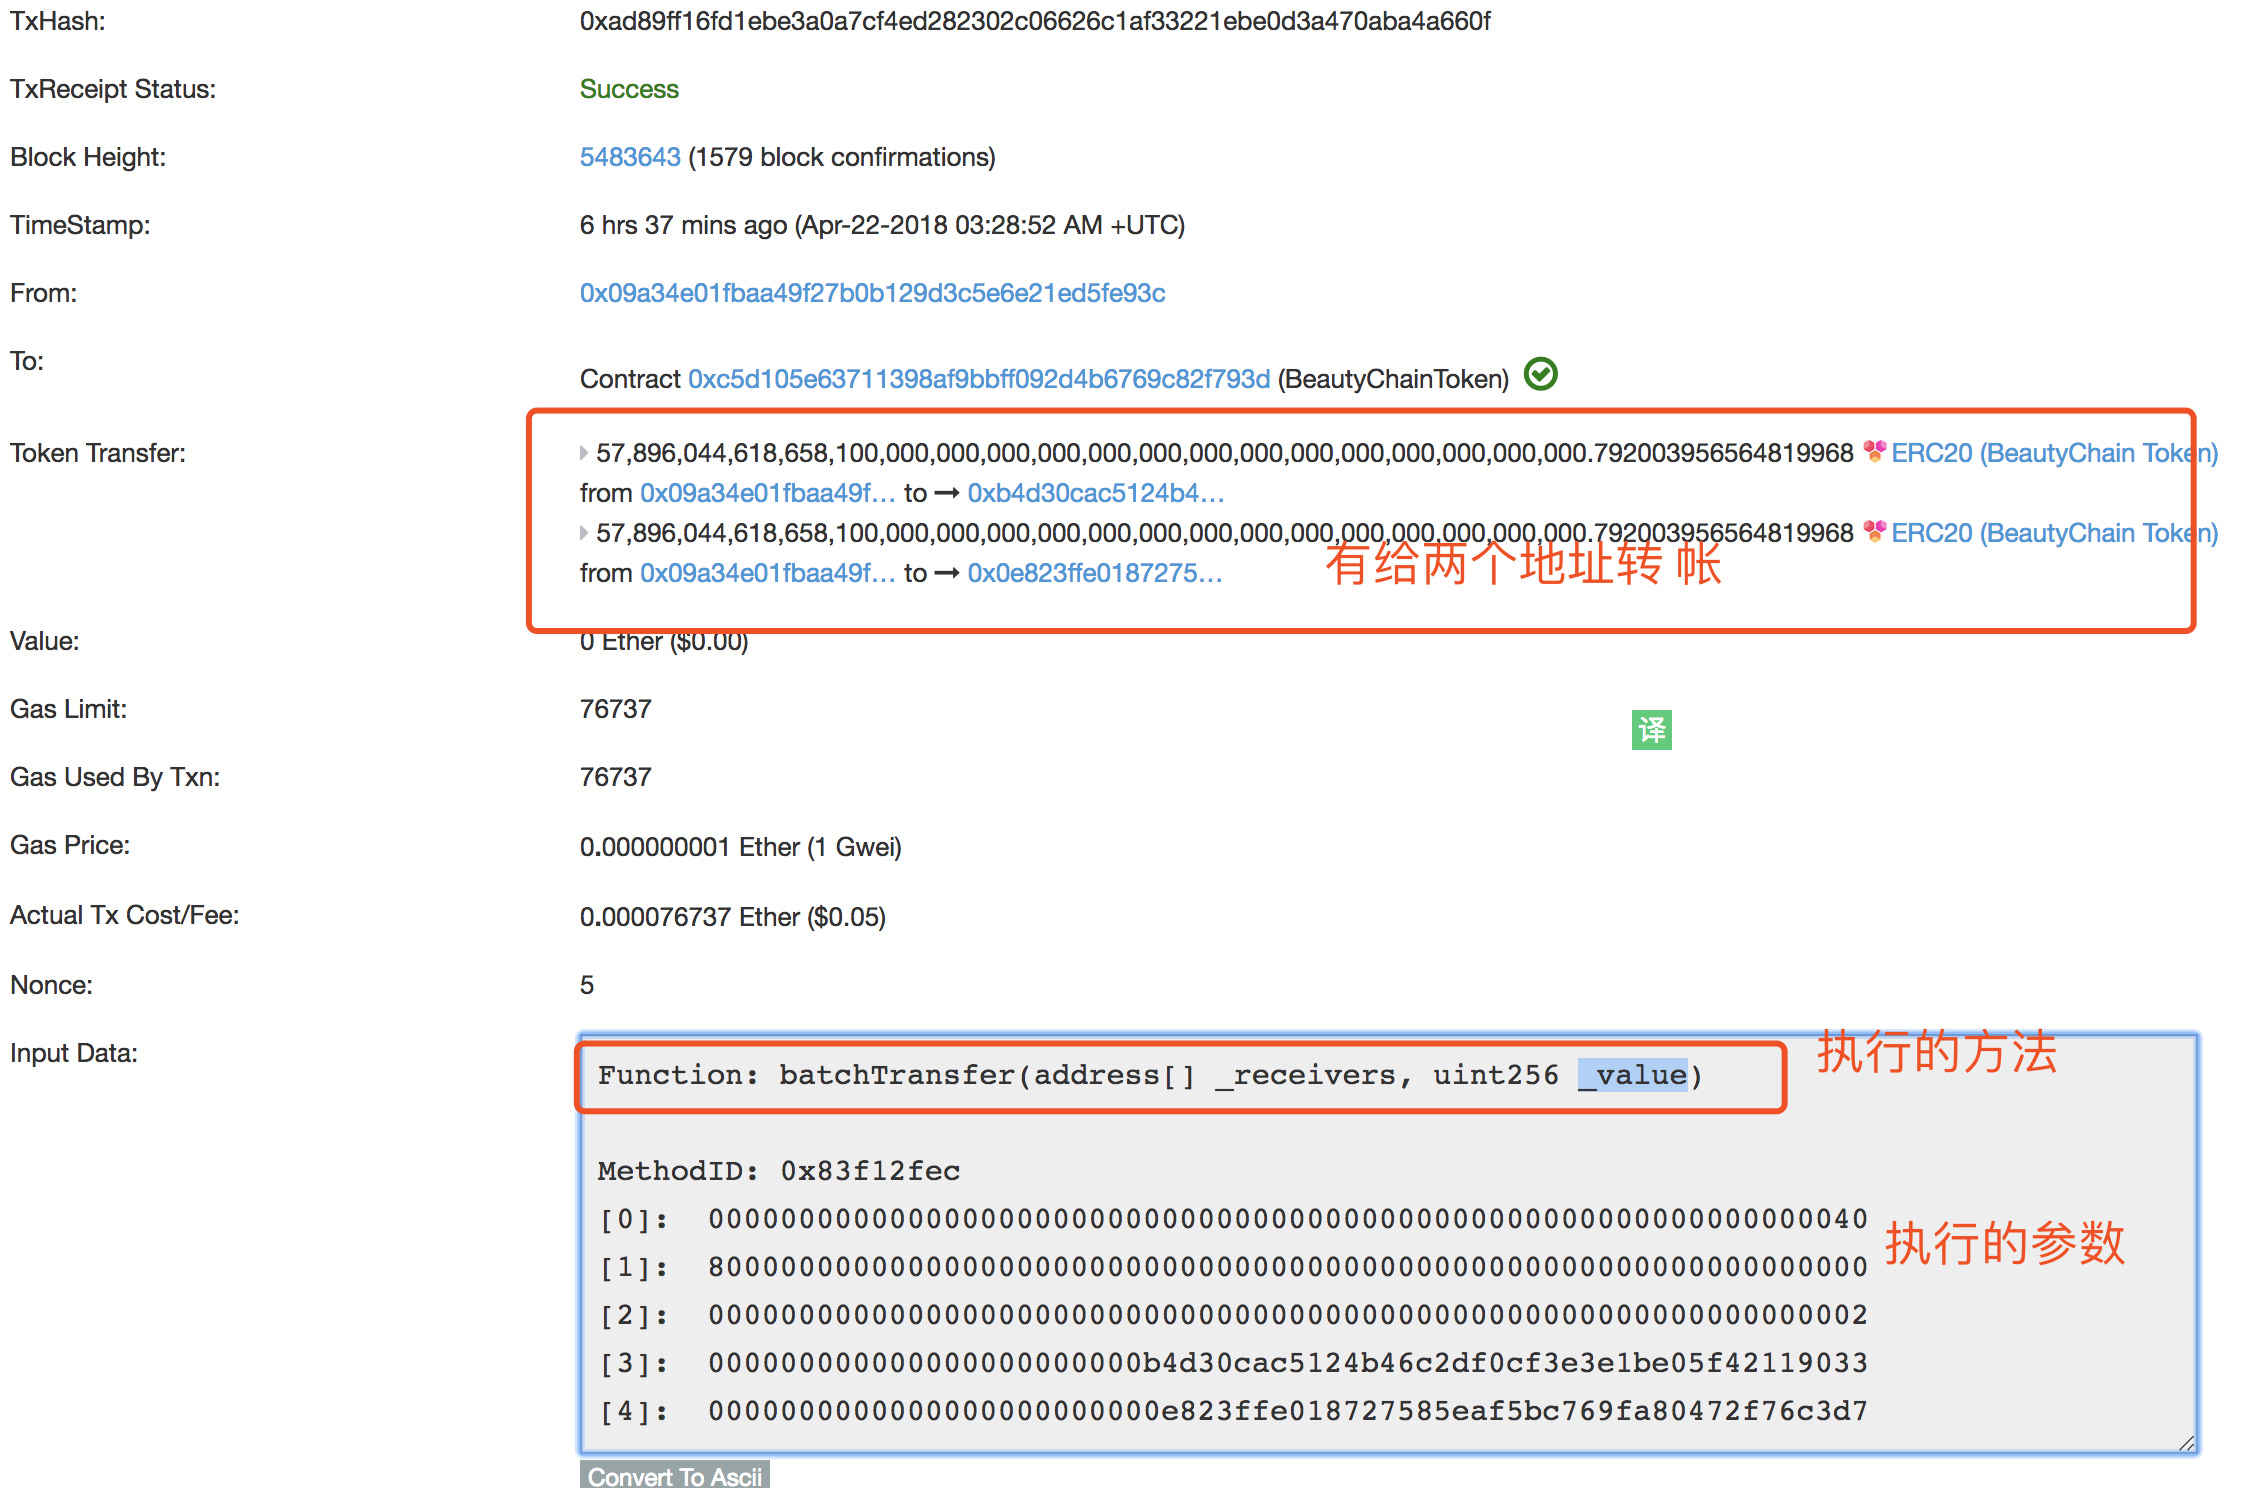 TxHash: 0xad89ff16fd1ebe3a0a7cf4ed282302c06626c1af33221ebe0d3a470aba4a660f
TxReceipt Status: Success
Block Height: 5483643 (1579 block confirmations)
TimeStamp: 6 hrs 37 mins ago (Apr-22-2018 03:28:52 AM +UTC)
From: 0x09a34e01fbaa49f27b0b129d3c5e6e21ed5fe93c
To: Contract 0xc5d105e63711398af9bbff092d4b6769c82f793d (BeautyChainToken)
Token Transfer: 57,896,044,618,658,100,000,000,000,000,000,000,000,000,000,000,000,000,000,000.792003956564819968 ERC20 (BeautyChain Token)
from 0x09a34e01fbaa49f... to → 0xb4d30cac5124b4...
57,896,044,618,658,100,000,000,000,000,000,000,000,000,000,000,000,000,000,000.792003956564819968 ERC20 (BeautyChain Token)
from 0x09a34e01fbaa49f... to → 0x0e823ffe0187275...
有给两个地址转 帐
Value: 0 Ether ($0.00)
Gas Limit: 76737
译
Gas Used By Txn: 76737
Gas Price: 0.000000001 Ether (1 Gwei)
Actual Tx Cost/Fee: 0.000076737 Ether ($0.05)
Nonce: 5
Input Data: Function: batchTransfer(address[] _receivers, uint256 _value)
执行的方法
MethodID: 0x83f12fec
[0]: 0000000000000000000000000000000000000000000000000000000000000040
执行的参数
[1]: 8000000000000000000000000000000000000000000000000000000000000000
[2]: 0000000000000000000000000000000000000000000000000000000000000002
[3]: 000000000000000000000000b4d30cac5124b46c2df0cf3e3e1be05f42119033
[4]: 0000000000000000000000000e823ffe018727585eaf5bc769fa80472f76c3d7
Convert To Ascii